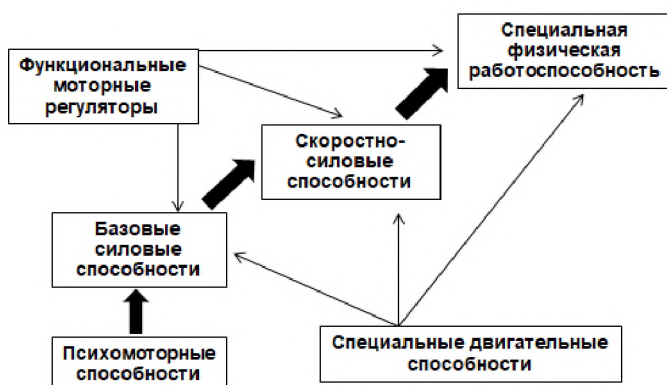 Специальная
физическая
работоспособность
Функциональные
моторные
регуляторы
Скоростно-
силовые
способности
Базовые
силовые
способности
Психомоторные
способности
Специальные двигательные
способности